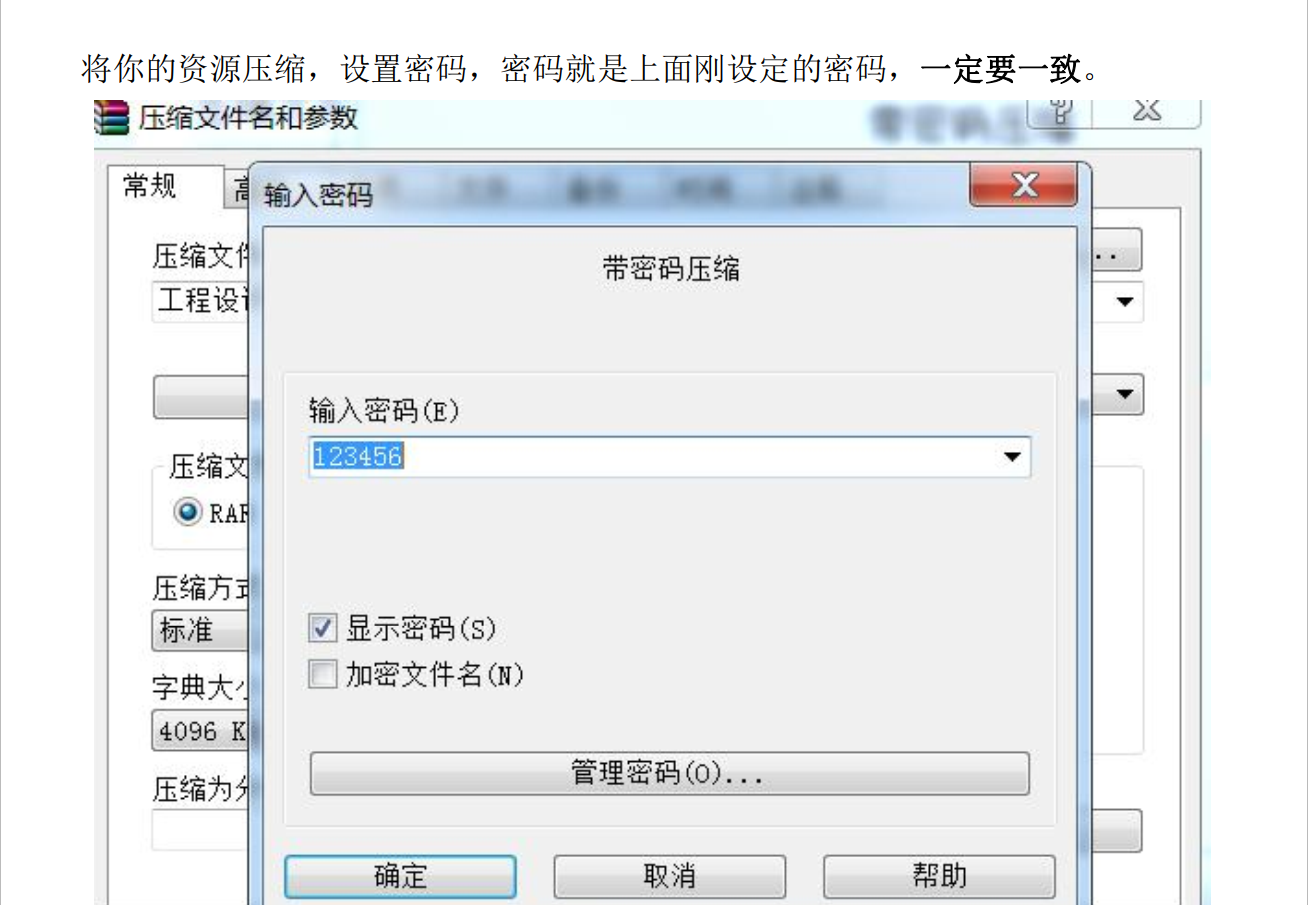 将你的资源压缩，设置密码，密码就是上面刚设定的密码，一定要一致。
压缩文件名和参数
常规
输入密码
压缩文件
带密码压缩
工程设
输入密码(E)
123456
压缩文
RAR
显示密码(S)
压缩方式
加密文件名(N)
标准
字典大小
4096 K
管理密码(O)...
压缩为分
确定
取消
帮助